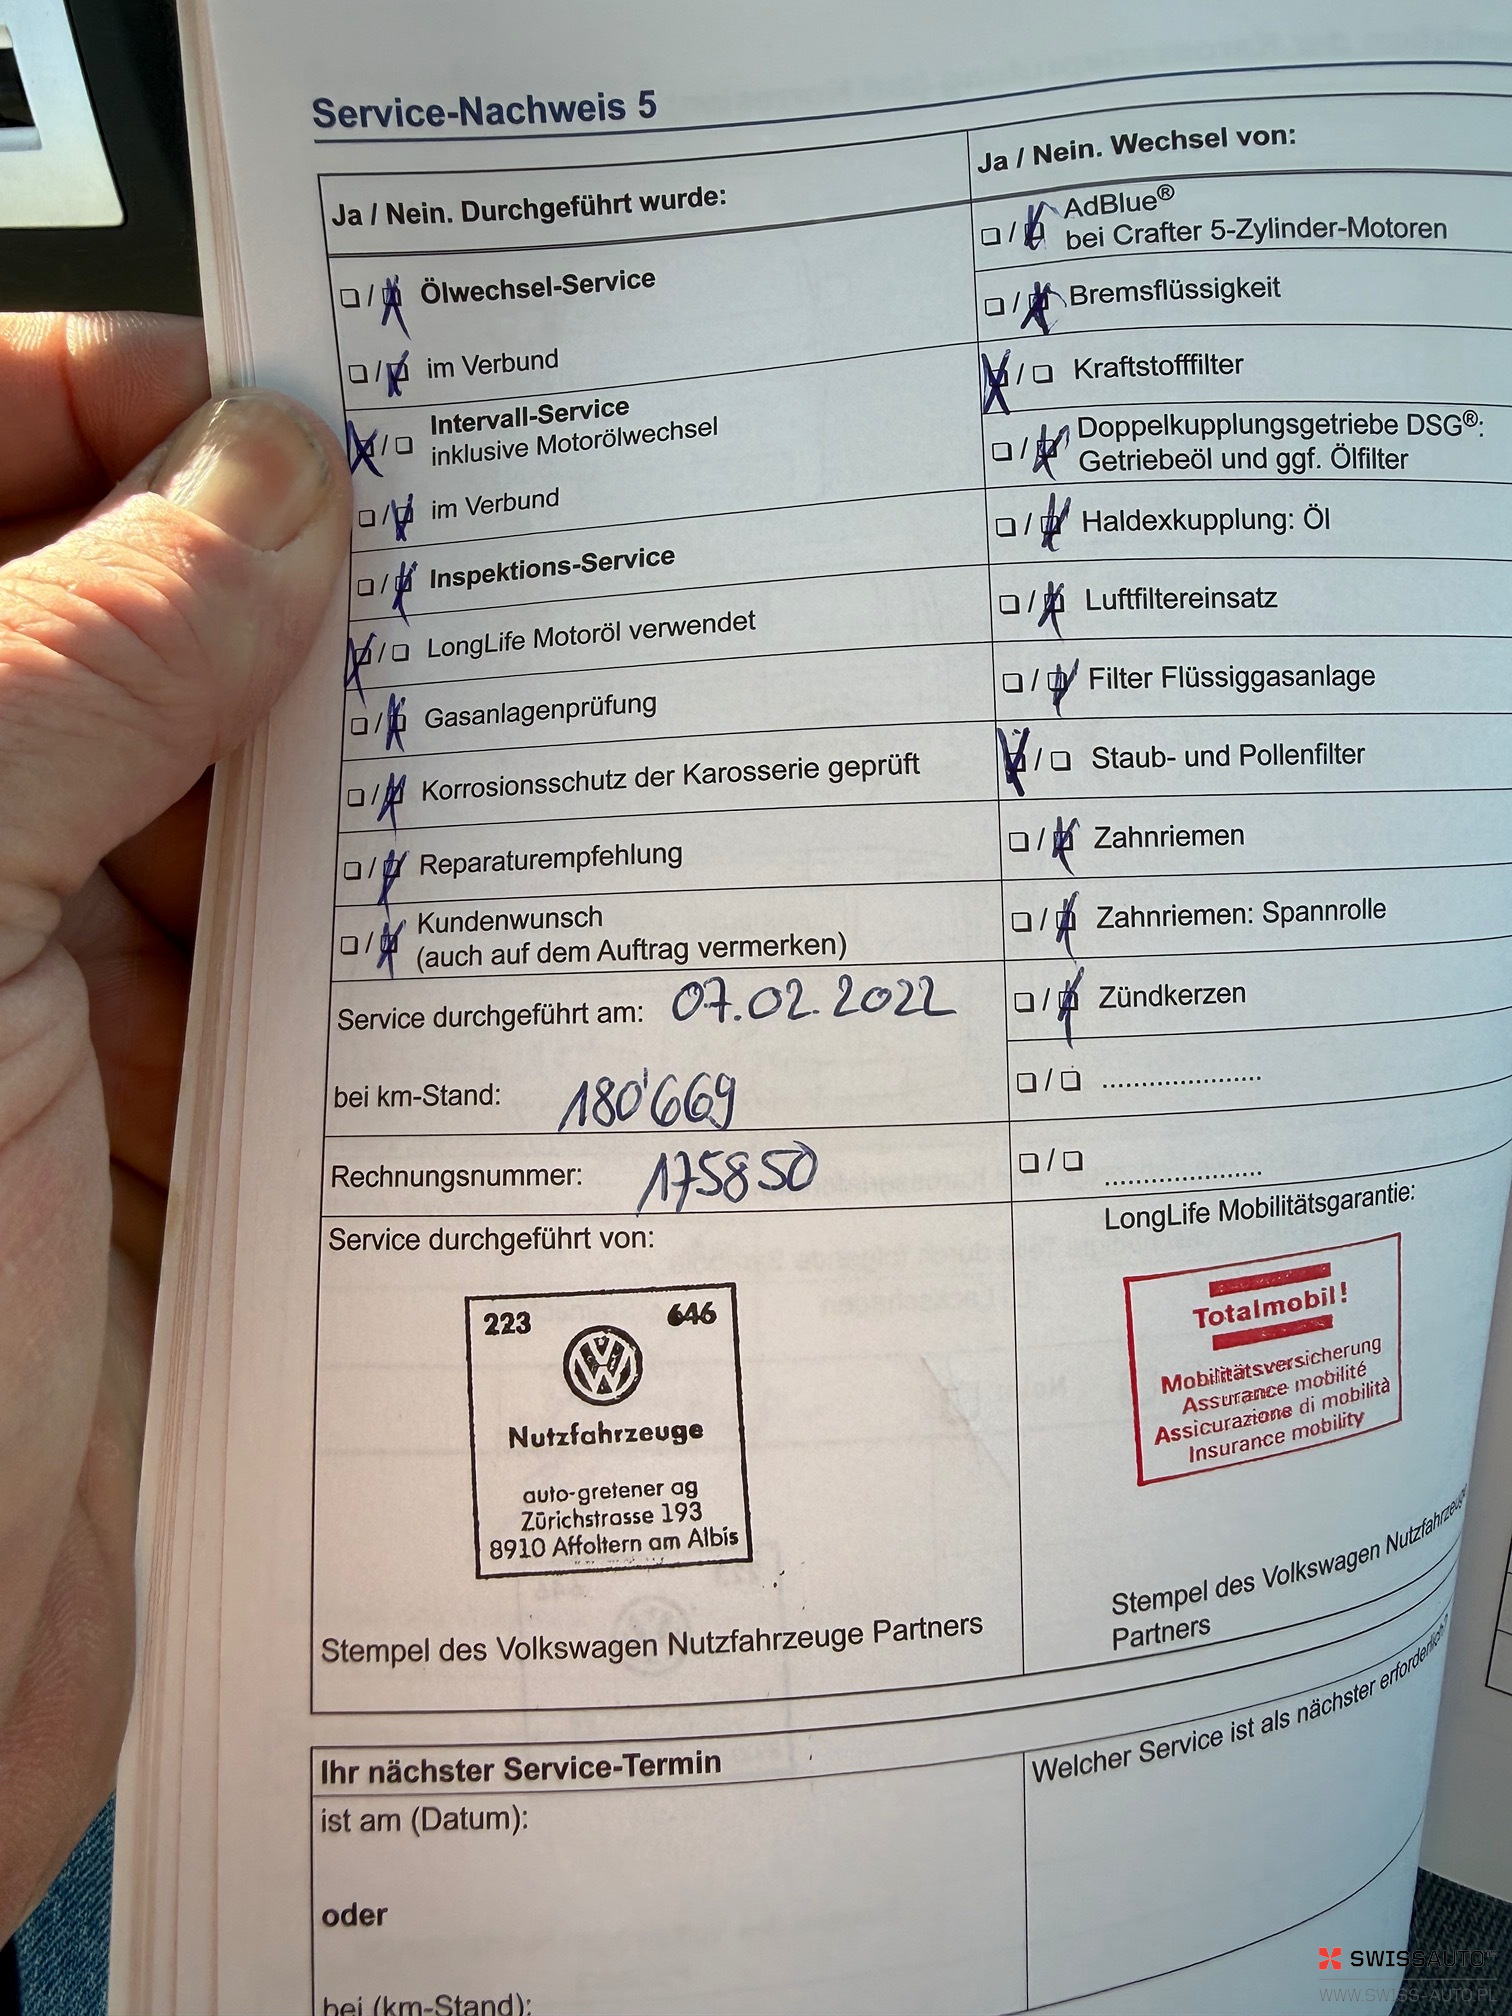 Service-Nachweis 5
Ja / Nein. Durchgeführt wurde:
Ölwechsel-Service
im Verbund
Intervall-Service
inklusive Motorölwechsel
im Verbund
Inspektions-Service
LongLife Motoröl verwendet
Gasanlagenprüfung
Korrosionsschutz der Karosserie geprüft
Reparaturempfehlung
Kundenwunsch
(auch auf dem Auftrag vermerken)
Service durchgeführt am: 07.02.2022
bei km-Stand: 180'669
Rechnungsnummer: 175850
Service durchgeführt von:
223 646
Nutzfahrzeuge
auto-gretener ag
Zürichstrasse 193
8910 Affoltern am Albis
Stempel des Volkswagen Nutzfahrzeuge Partners
Ja / Nein. Wechsel von:
AdBlue®
bei Crafter 5-Zylinder-Motoren
Bremsflüssigkeit
Kraftstofffilter
Doppelkupplungsgetriebe DSG®:
Getriebeöl und ggf. Ölfilter
Haldexkupplung: Öl
Luftfiltereinsatz
Filter Flüssiggasanlage
Staub- und Pollenfilter
Zahnriemen
Zahnriemen: Spannrolle
Zündkerzen
LongLife Mobilitätsgarantie:
Totalmobil!
Mobilitätsversicherung
Assurance mobilité
Assicurazione di mobilità
Insurance mobility
Stempel des Volkswagen Nutzfahrzeuge
Partners
Ihr nächster Service-Termin
ist am (Datum):
oder
bei (km-Stand):
Welcher Service ist als nächster erforderlich?
SWISSAUTO
WWW.SWISS-AUTO.PL